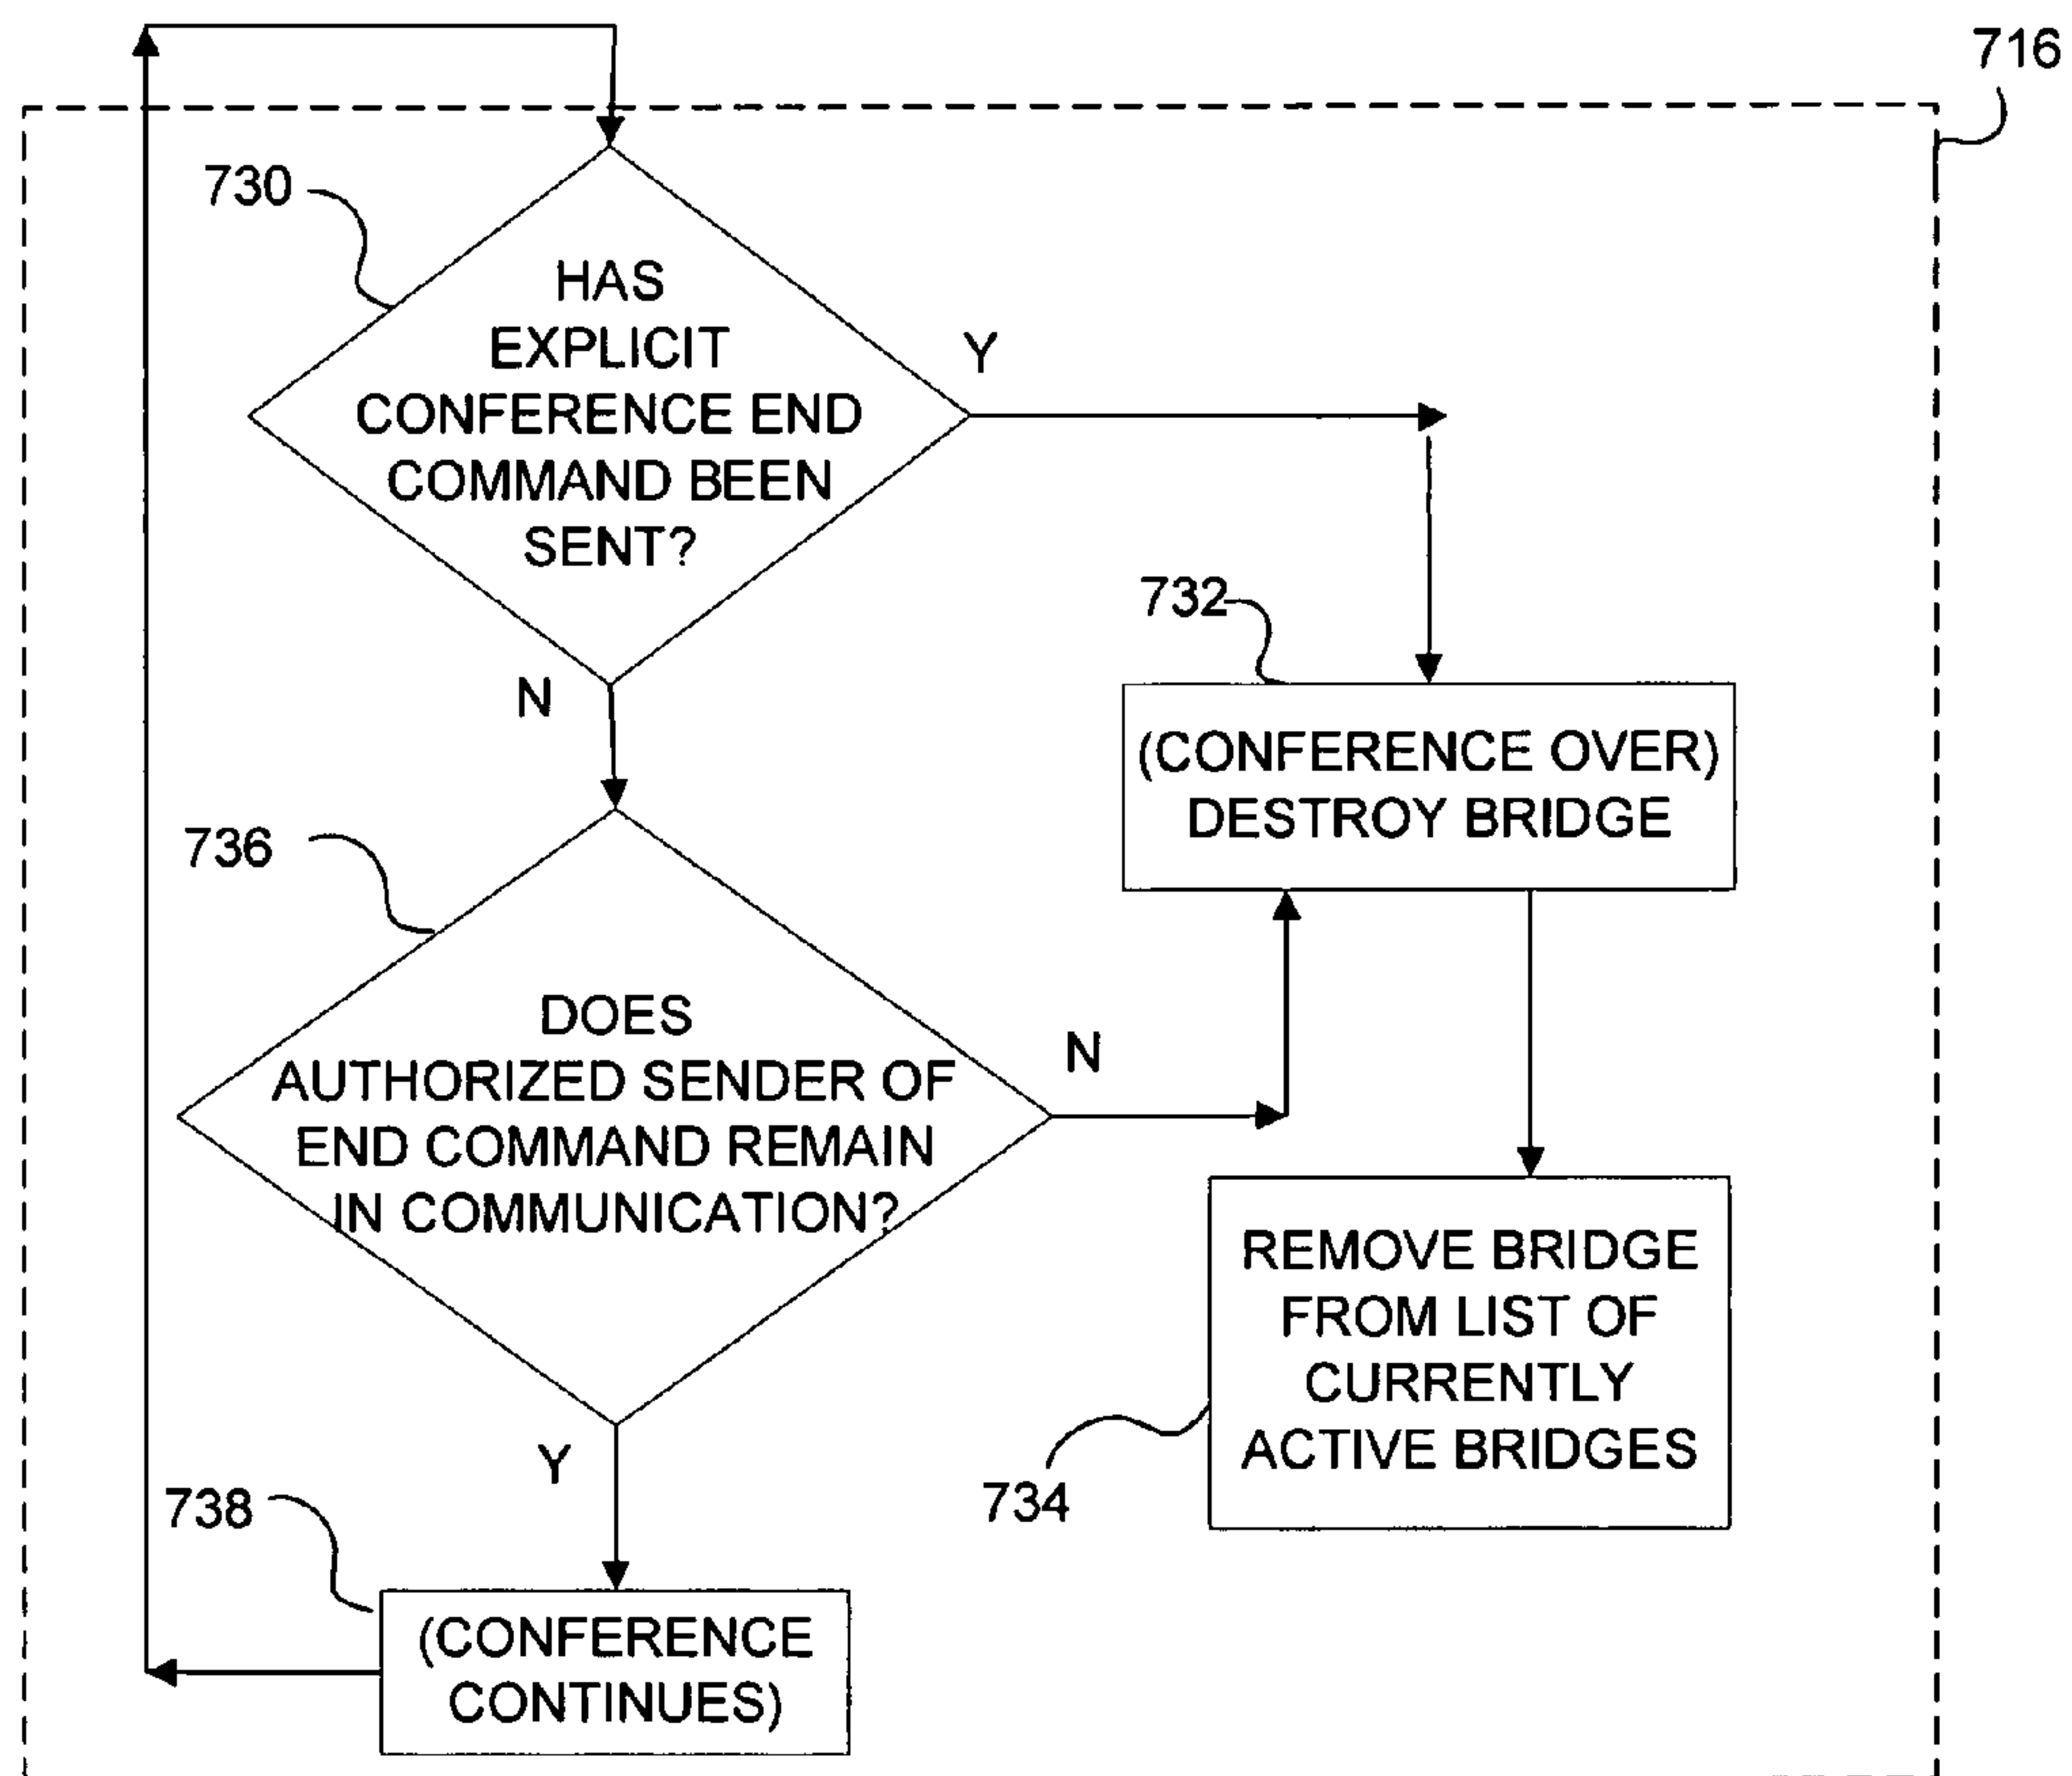 716
730
HAS
EXPLICIT
CONFERENCE END
COMMAND BEEN
SENT?
Y
N
732
(CONFERENCE OVER)
DESTROY BRIDGE
736
DOES
AUTHORIZED SENDER OF
END COMMAND REMAIN
IN COMMUNICATION?
N
Y
REMOVE BRIDGE
FROM LIST OF
CURRENTLY
ACTIVE BRIDGES
734
738
(CONFERENCE
CONTINUES)